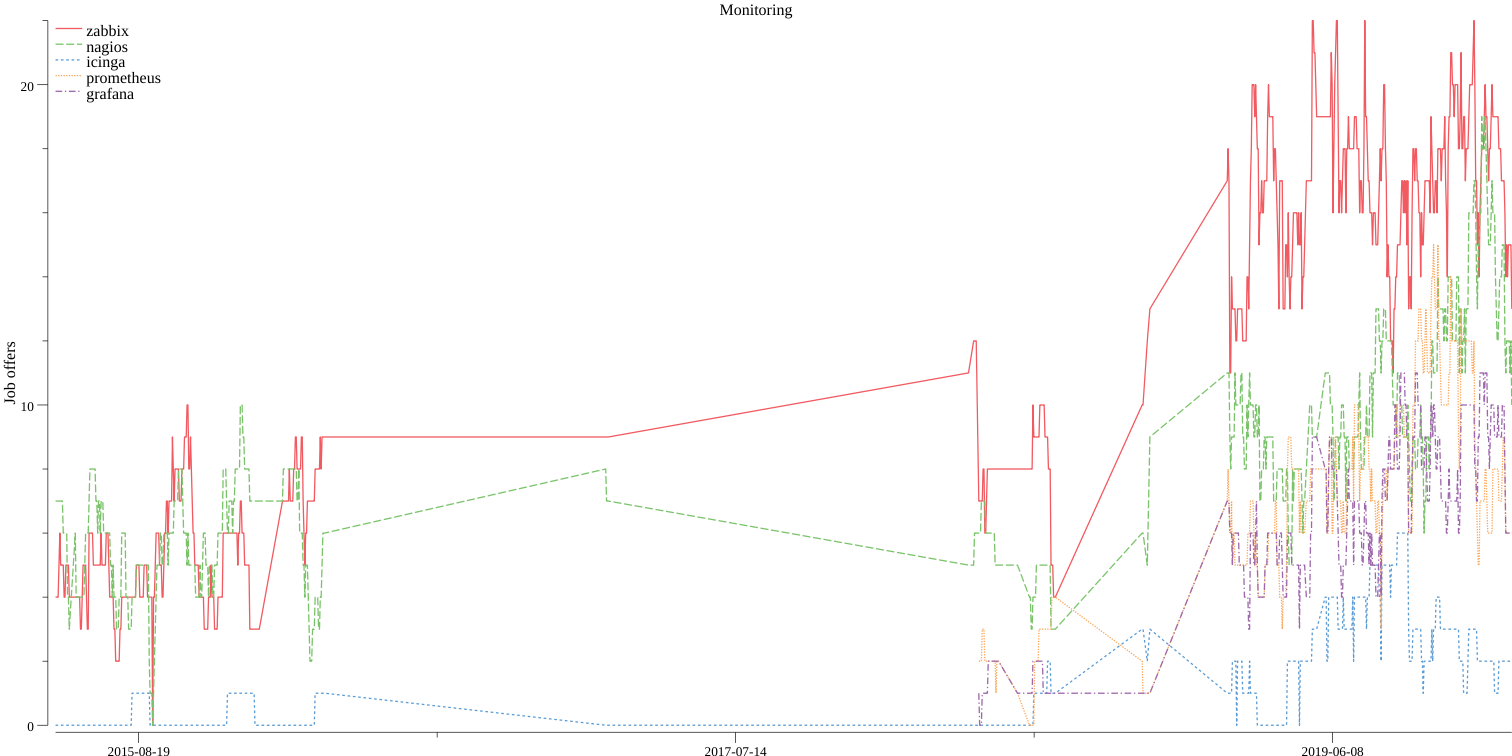 Monitoring
zabbix
nagios
icinga
prometheus
grafana
Job offers
20
10
0
2015-08-19
2017-07-14
2019-06-08